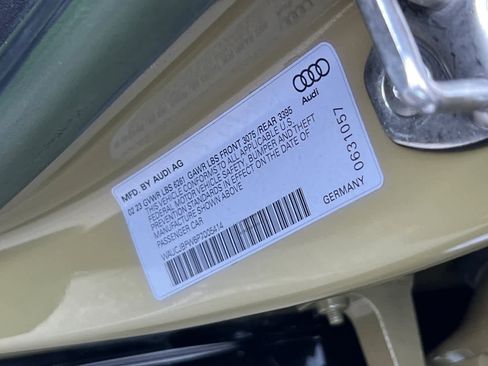 Audi
MFD. BY AUDI AG
02 23 GVWR LBS 6261 GAWR LBS FRONT 3075 /REAR 3395
CONFORMS TO ALL APPLICABLE U.S.
FEDERAL MOTOR VEHICLE SAFETY, BUMPER AND THEFT
PREVENTION STANDARDS IN EFFECT ON THE DATE OF
MANUFACTURE SHOWN ABOVE
PASSENGER CAR
0631057
GERMANY